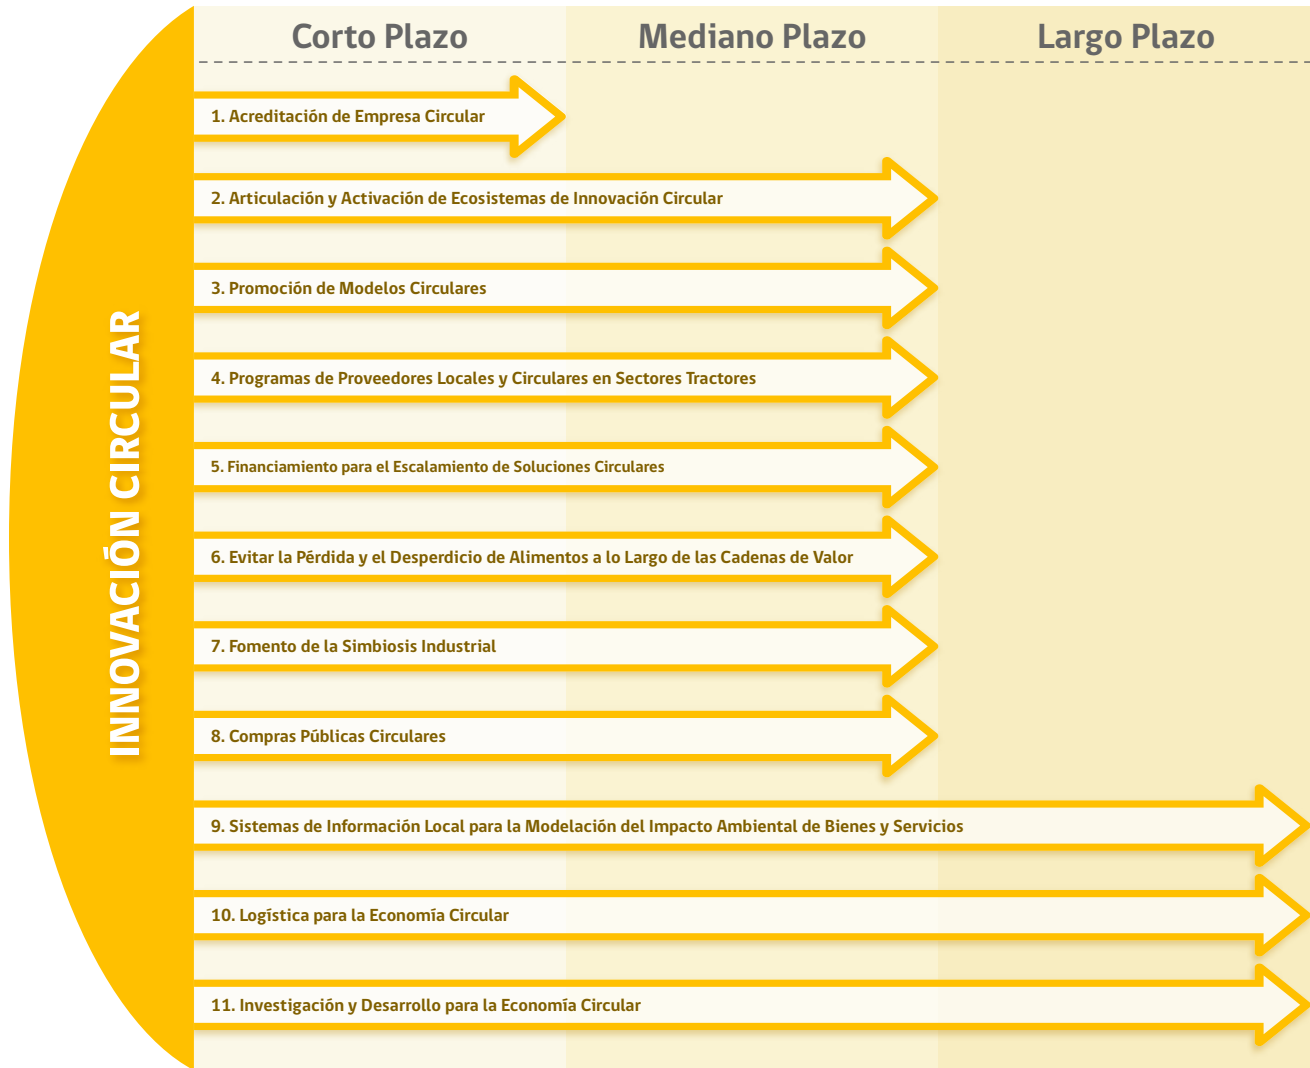 Corto Plazo
Mediano Plazo
Largo Plazo
INNOVACIÓN CIRCULAR
1. Acreditación de Empresa Circular
2. Articulación y Activación de Ecosistemas de Innovación Circular
3. Promoción de Modelos Circulares
4. Programas de Proveedores Locales y Circulares en Sectores Tractores
5. Financiamiento para el Escalamiento de Soluciones Circulares
6. Evitar la Pérdida y el Desperdicio de Alimentos a lo Largo de las Cadenas de Valor
7. Fomento de la Simbiosis Industrial
8. Compras Públicas Circulares
9. Sistemas de Información Local para la Modelación del Impacto Ambiental de Bienes y Servicios
10. Logística para la Economía Circular
11. Investigación y Desarrollo para la Economía Circular